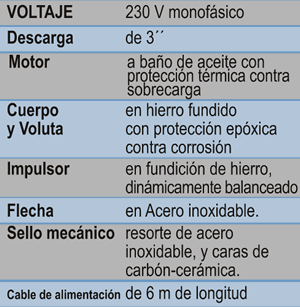 VOLTAJE 230 V monofásico
Descarga de 3´´
Motor a baño de aceite con
protección térmica contra
sobrecarga
Cuerpo en hierro fundido
y Voluta con protección epóxica
contra corrosión
Impulsor en fundición de hierro,
dinámicamente balanceado
Flecha en Acero inoxidable.
Sello mecánico resorte de acero
inoxidable, y caras de
carbón-cerámica.
Cable de alimentación de 6 m de longitud